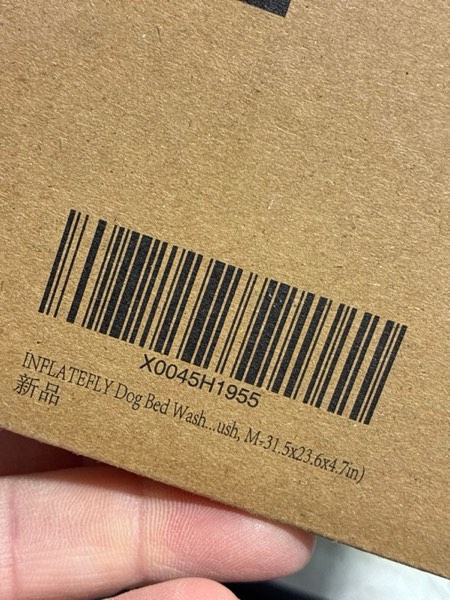 X0045H1955
INFLATEFLY Dog Bed Wash...ush, M-31.5x23.6x4.7in)
新品